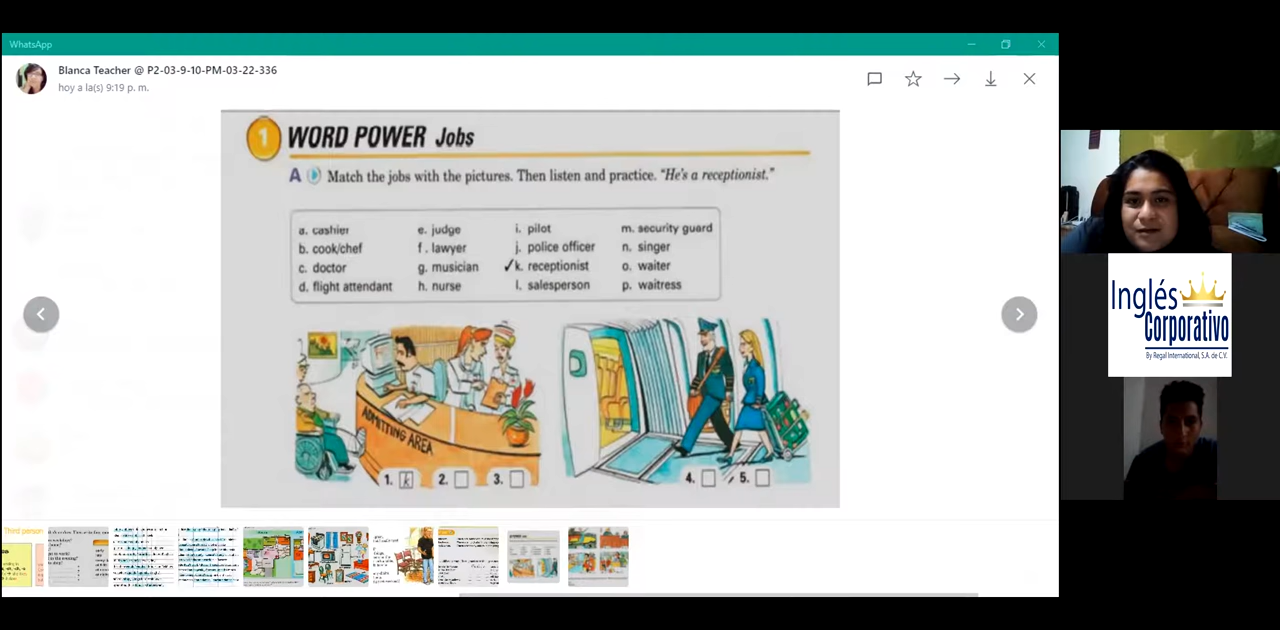 WhatsApp
Blanca Teacher @ P2-03-9-10-PM-03-22-336
hoy a la(s) 9:19 p. m.
1 WORD POWER Jobs
A Match the jobs with the pictures. Then listen and practice. "He's a receptionist."
a. cashier
b. cook/chef
c. doctor
d. flight attendant
e. judge
f. lawyer
g. musician
h. nurse
i. pilot
j. police officer
✓k. receptionist
l. salesperson
m. security guard
n. singer
o. waiter
p. waitress
ADMITTING AREA
1. k 2. 3.
4. 5.
Third person
Inglés
Corporativo
By Regal International, S.A. de C.V.